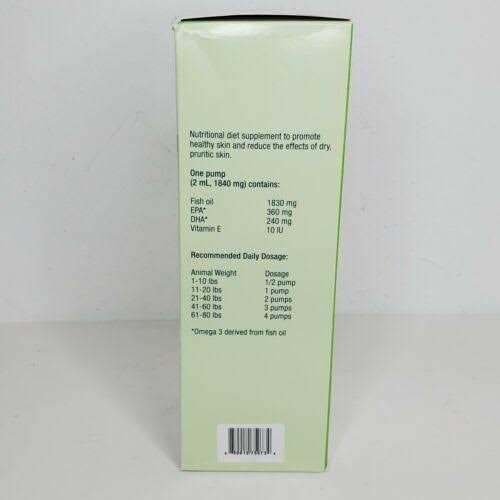 Nutritional diet supplement to promote
healthy skin and reduce the effects of dry,
pruritic skin.
One pump
(2 mL, 1840 mg) contains:
Fish oil 1830 mg
EPA* 360 mg
DHA* 240 mg
Vitamin E 10 IU
Recommended Daily Dosage:
Animal Weight Dosage
1-10 lbs 1/2 pump
11-20 lbs 1 pump
21-40 lbs 2 pumps
41-60 lbs 3 pumps
61-80 lbs 4 pumps
*Omega 3 derived from fish oil